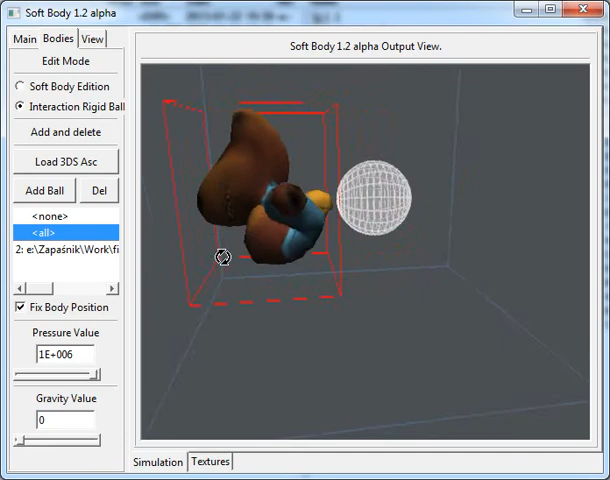 Soft Body 1.2 alpha
Main Bodies View
Edit Mode
Soft Body Edition
Interaction Rigid Ball
Add and delete
Load 3DS Asc
Add Ball Del
<none>
<all>
2: e:\Zapaśnik\Work\fi
Fix Body Position
Pressure Value
1E+006
Gravity Value
0
Soft Body 1.2 alpha Output View.
Simulation Textures